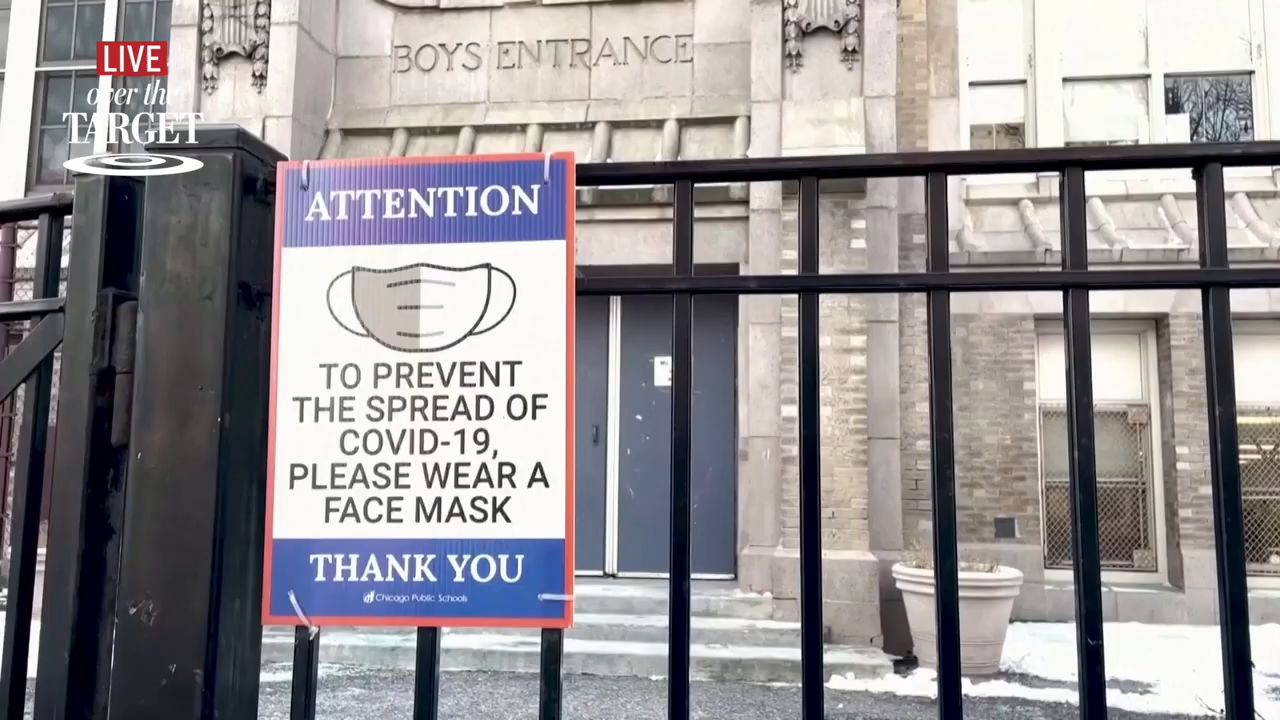 LIVE
over the
TARGET
BOYS ENTRANCE
ATTENTION
TO PREVENT
THE SPREAD OF
COVID-19,
PLEASE WEAR A
FACE MASK
THANK YOU
Chicago Public Schools